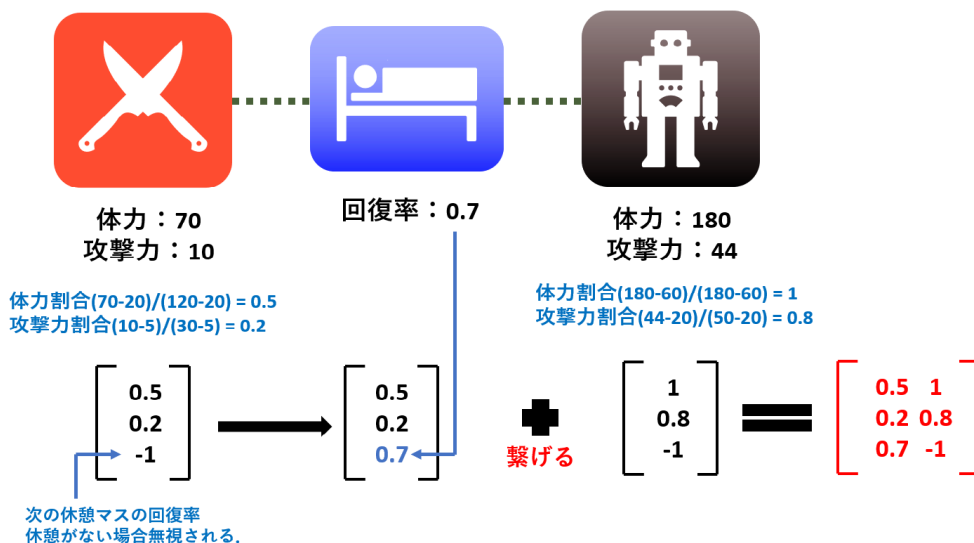 体力：70
攻撃力：10
回復率：0.7
体力：180
攻撃力：44
体力割合(70-20)/(120-20) = 0.5
攻撃力割合(10-5)/(30-5) = 0.2
体力割合(180-60)/(180-60) = 1
攻撃力割合(44-20)/(50-20) = 0.8
0.5
0.2
-1
0.5
0.2
0.7
繋げる
1
0.8
-1
0.5 1
0.2 0.8
0.7 -1
次の休憩マスの回復率
休憩がない場合無視される.